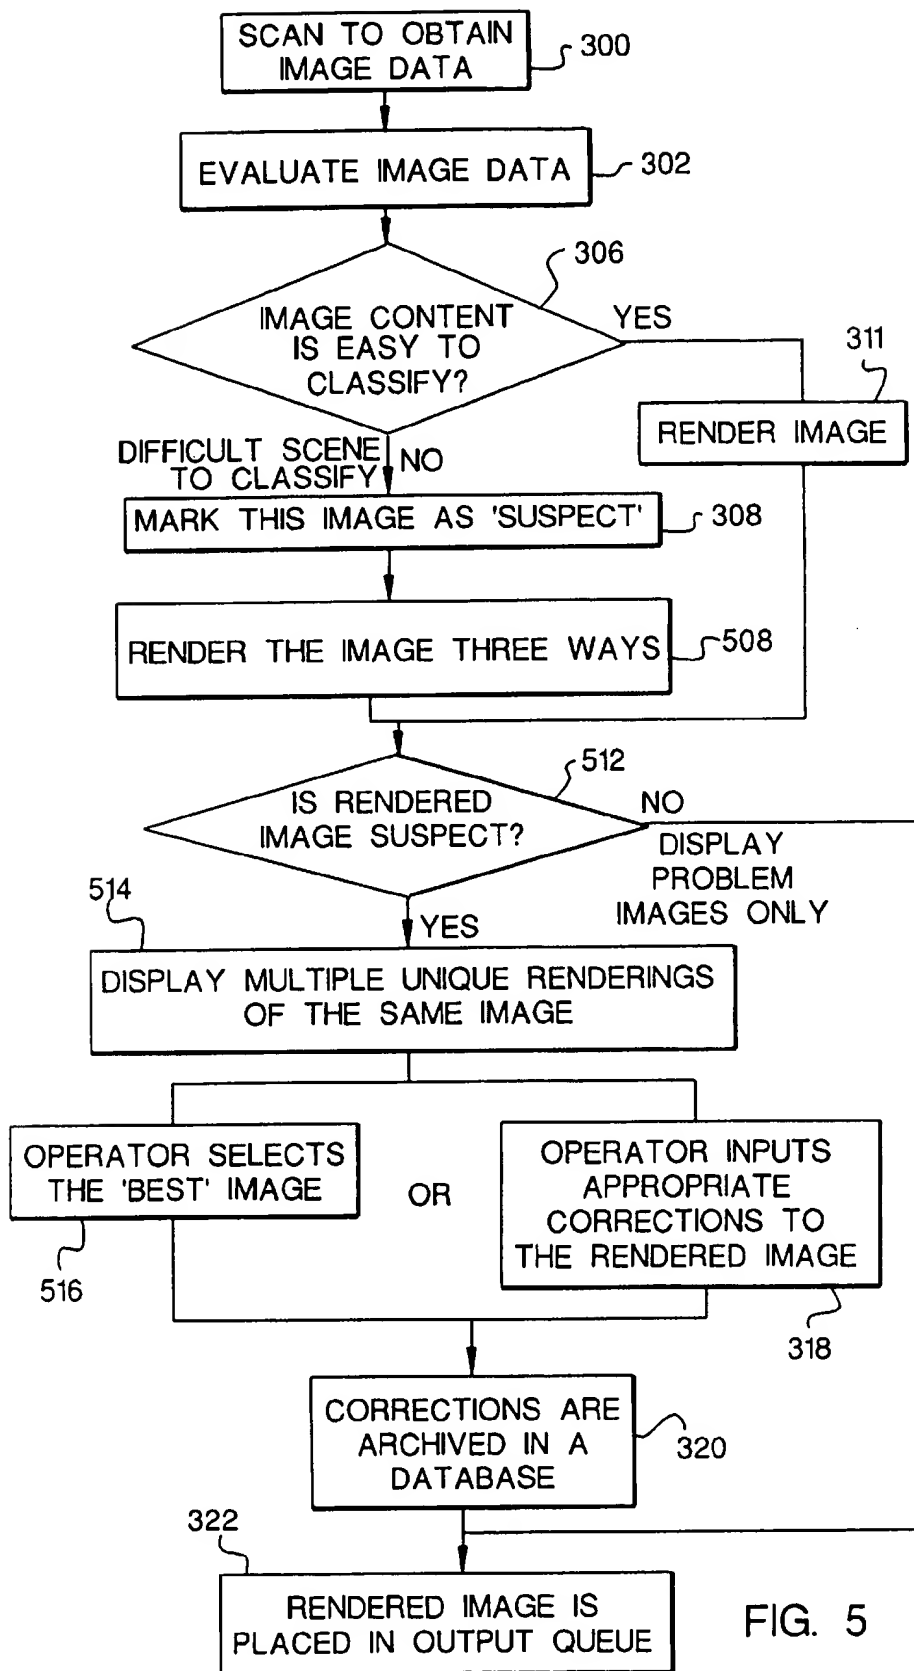 SCAN TO OBTAIN
IMAGE DATA
300
EVALUATE IMAGE DATA
302
306
IMAGE CONTENT
IS EASY TO
CLASSIFY?
YES
311
RENDER IMAGE
DIFFICULT SCENE
TO CLASSIFY
NO
MARK THIS IMAGE AS 'SUSPECT'
308
RENDER THE IMAGE THREE WAYS
508
512
IS RENDERED
IMAGE SUSPECT?
NO
DISPLAY
PROBLEM
IMAGES ONLY
514
YES
DISPLAY MULTIPLE UNIQUE RENDERINGS
OF THE SAME IMAGE
OPERATOR SELECTS
THE 'BEST' IMAGE
516
OR
OPERATOR INPUTS
APPROPRIATE
CORRECTIONS TO
THE RENDERED IMAGE
318
CORRECTIONS ARE
ARCHIVED IN A
DATABASE
320
322
RENDERED IMAGE IS
PLACED IN OUTPUT QUEUE
FIG. 5